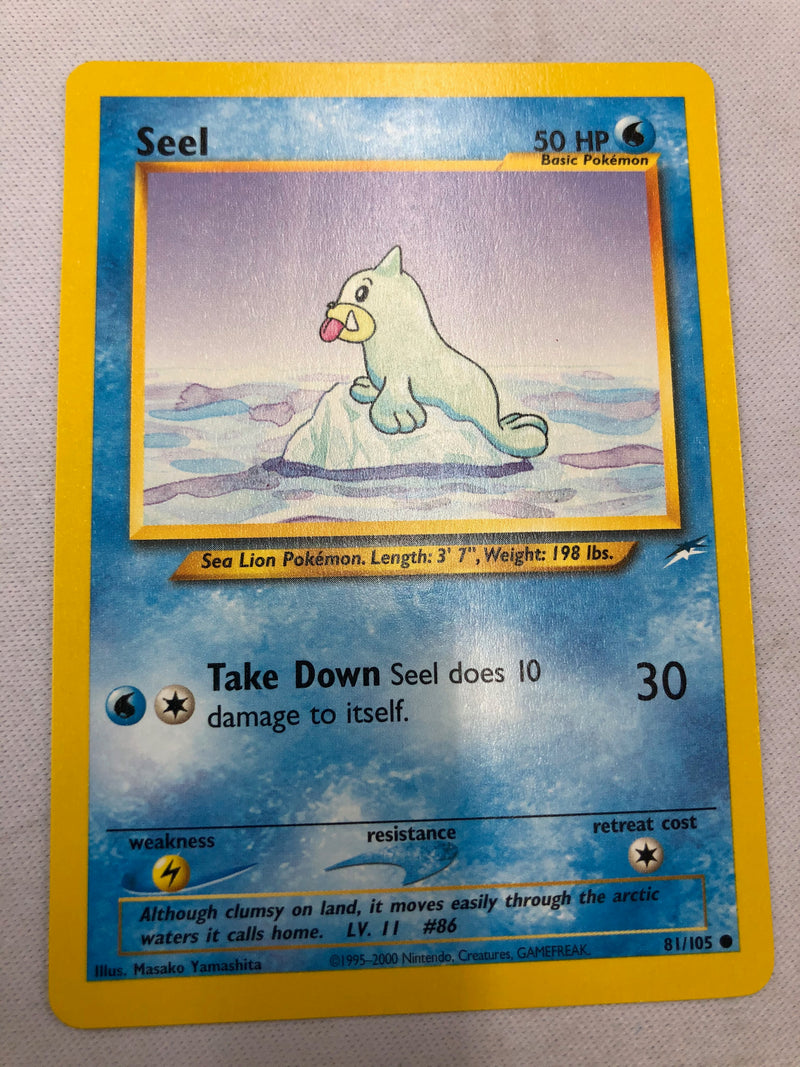 Seel
50 HP
Basic Pokémon
Sea Lion Pokémon. Length: 3' 7", Weight: 198 lbs.
Take Down Seel does 10
damage to itself.
30
weakness
resistance
retreat cost
Although clumsy on land, it moves easily through the arctic
waters it calls home. LV. 11 #86
Illus. Masako Yamashita
©1995–2000 Nintendo, Creatures, GAMEFREAK.
81/105